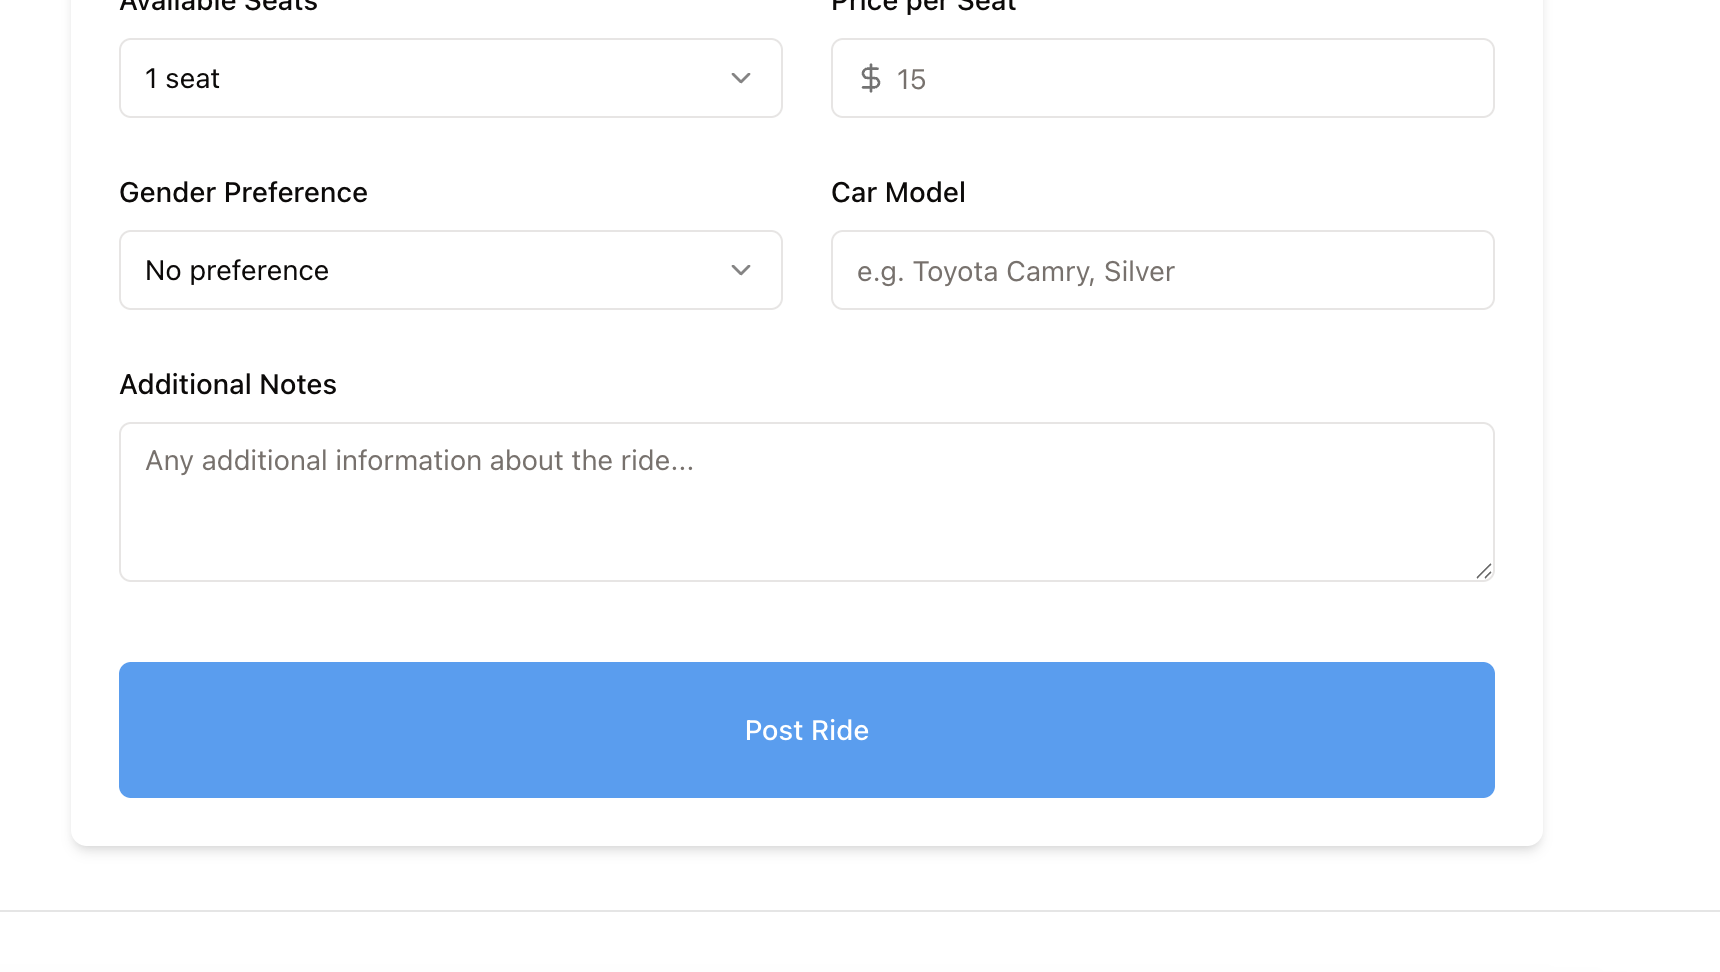 Available Seats
Price per Seat
1 seat
$ 15
Gender Preference
Car Model
No preference
e.g. Toyota Camry, Silver
Additional Notes
Any additional information about the ride...
Post Ride